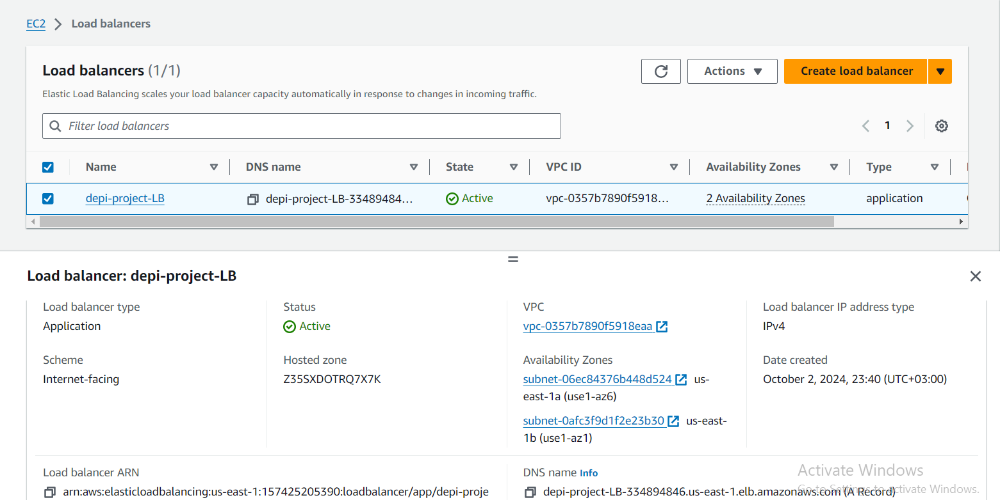 EC2 > Load balancers
Load balancers (1/1)
Actions
Create load balancer
Elastic Load Balancing scales your load balancer capacity automatically in response to changes in incoming traffic.
Filter load balancers
1
Name DNS name State VPC ID Availability Zones Type
depi-project-LB depi-project-LB-33489484... Active vpc-0357b7890f5918... 2 Availability Zones application
Load balancer: depi-project-LB
Load balancer type Status VPC Load balancer IP address type
Application Active vpc-0357b7890f5918eaa IPv4
Scheme Hosted zone Availability Zones Date created
Internet-facing Z35SXDOTRQ7X7K subnet-06ec84376b448d524 us- October 2, 2024, 23:40 (UTC+03:00)
east-1a (use1-az6)
subnet-0afc3f9d1f2e23b30 us-east-
1b (use1-az1)
Load balancer ARN DNS name Info
Activate Windows
arn:aws:elasticloadbalancing:us-east-1:157425205390:loadbalancer/app/depi-proje depi-project-LB-334894846.us-east-1.elb.amazonaws.com (A Record)
Go to Settings to activate Windows.